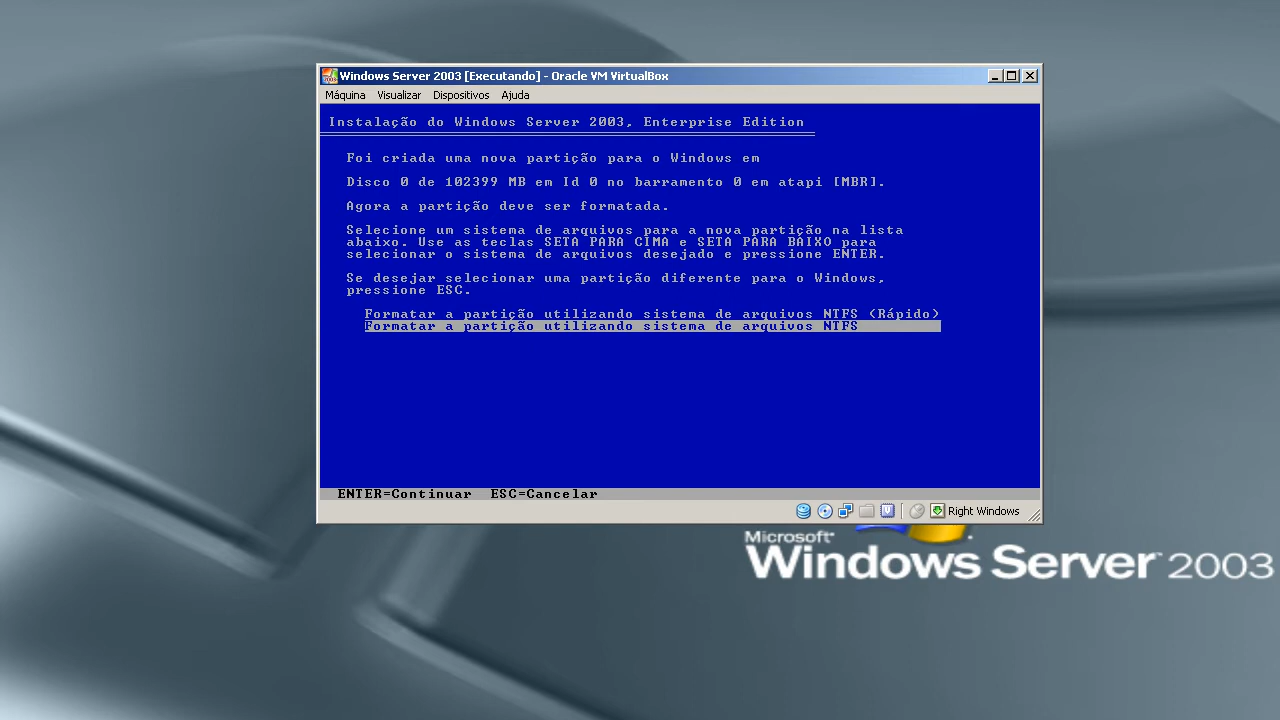 Windows Server 2003 [Executando] - Oracle VM VirtualBox
Máquina Visualizar Dispositivos Ajuda
Instalação do Windows Server 2003, Enterprise Edition
Foi criada uma nova partição para o Windows em
Disco 0 de 102399 MB em Id 0 no barramento 0 em atapi [MBR].
Agora a partição deve ser formatada.
Selecione um sistema de arquivos para a nova partição na lista
abaixo. Use as teclas SETA PARA CIMA e SETA PARA BAIXO para
selecionar o sistema de arquivos desejado e pressione ENTER.
Se desejar selecionar uma partição diferente para o Windows,
pressione ESC.
Formatar a partição utilizando sistema de arquivos NTFS (Rápido)
Formatar a partição utilizando sistema de arquivos NTFS
ENTER=Continuar ESC=Cancelar
Right Windows
Microsoft
Windows Server 2003